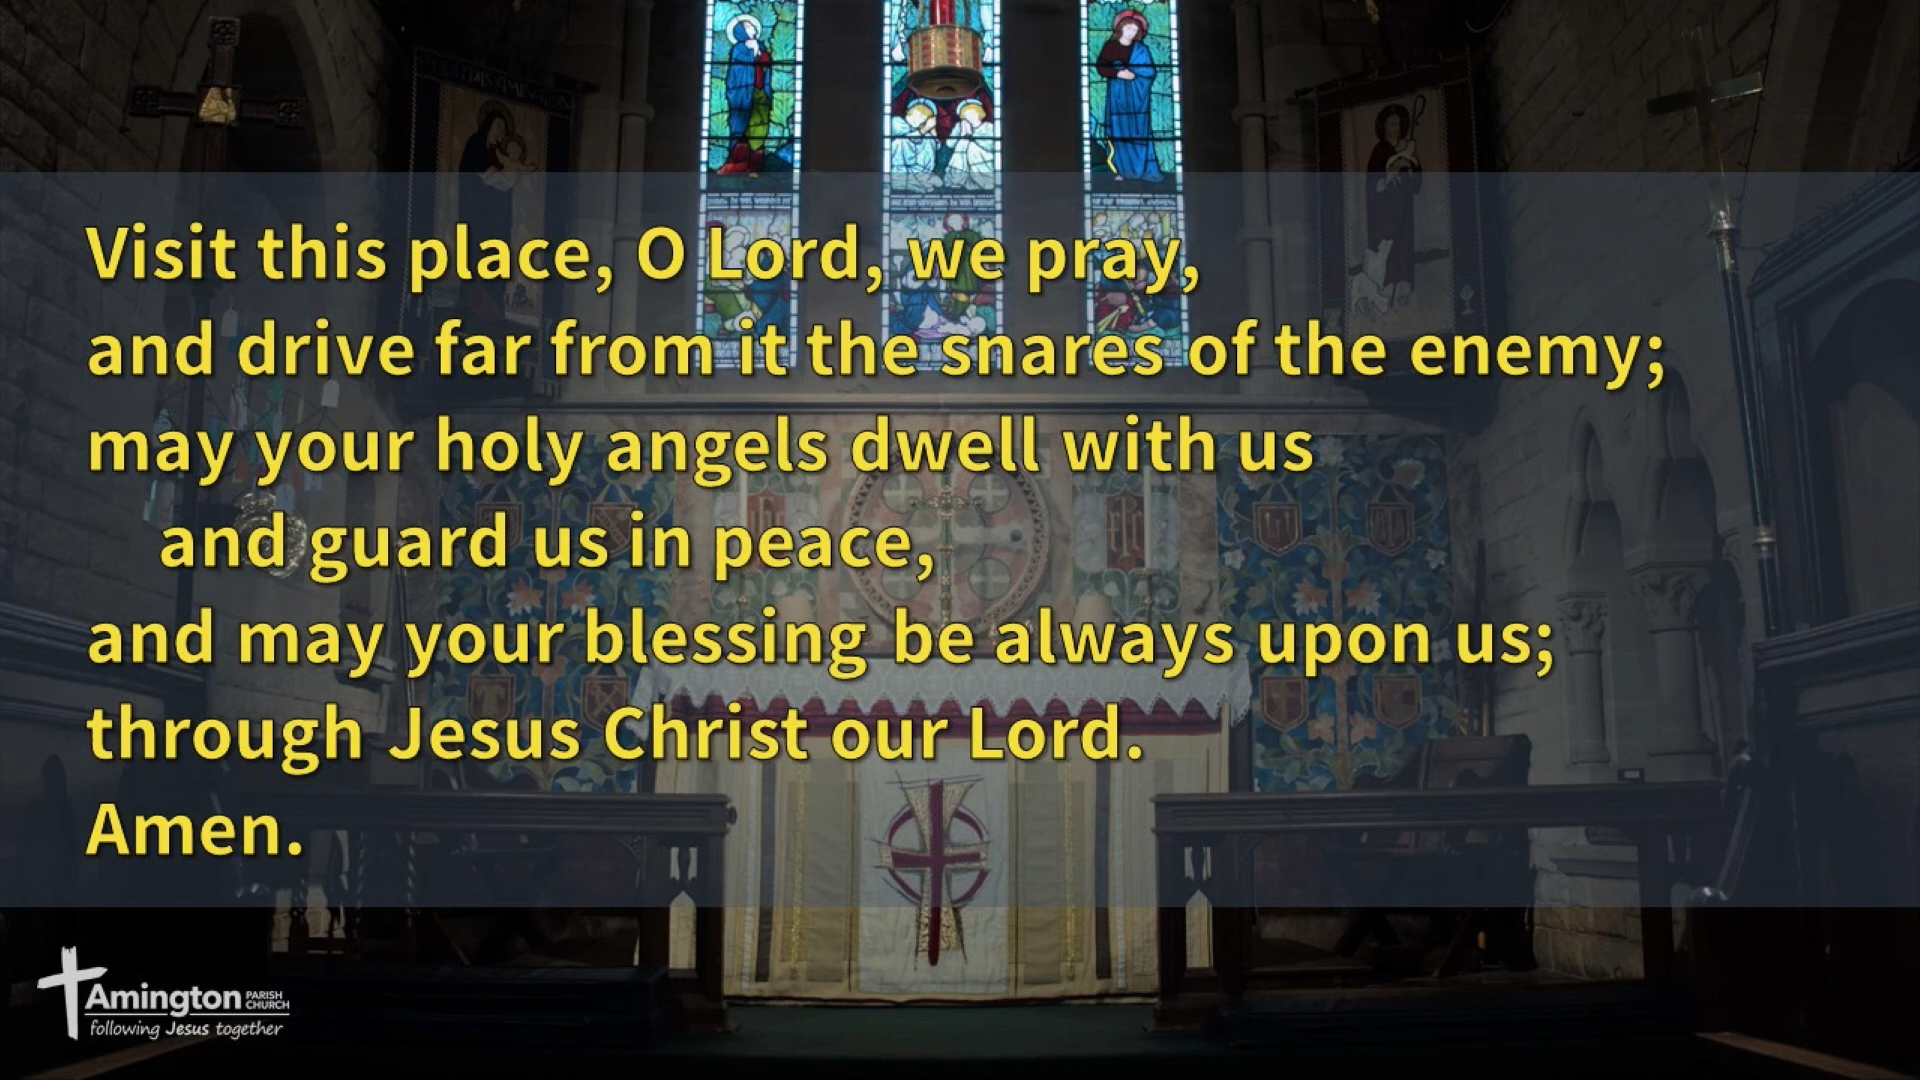 Visit this place, O Lord, we pray,
and drive far from it the snares of the enemy;
may your holy angels dwell with us
and guard us in peace,
and may your blessing be always upon us;
through Jesus Christ our Lord.
Amen.
Amington PARISH CHURCH
following Jesus together